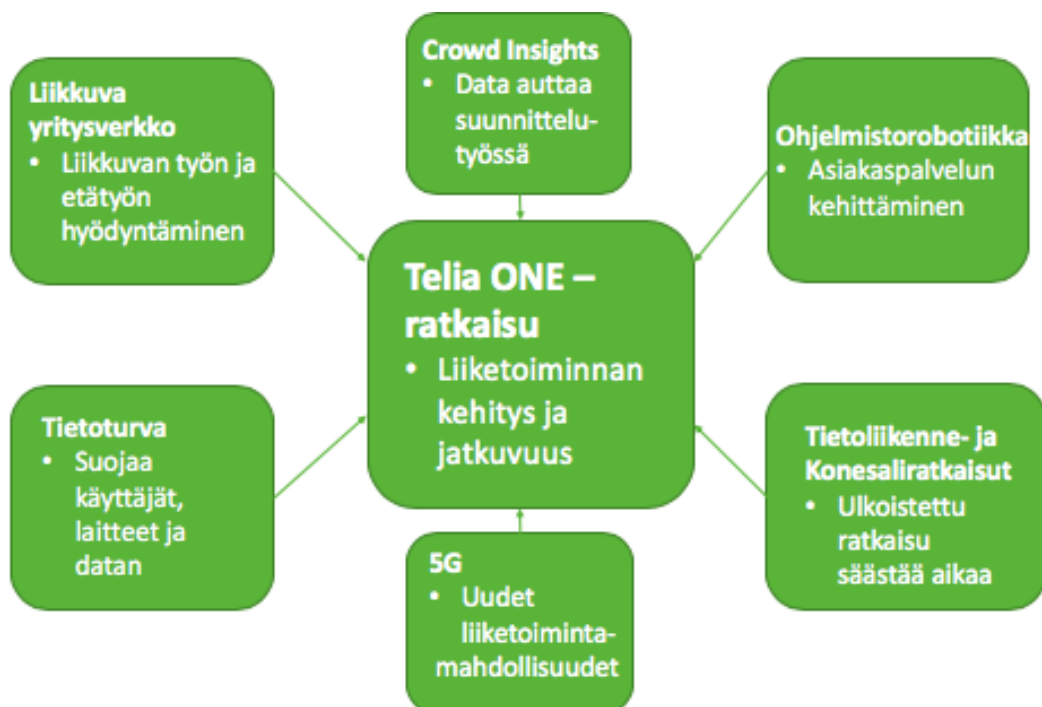 Crowd Insights
• Data auttaa
suunnittelu-
työssä
Liikkuva
yritysverkko
• Liikkuvan työn ja
etätyön
hyödyntäminen
Ohjelmistorobotiikka
• Asiakaspalvelun
kehittäminen
Telia ONE –
ratkaisu
• Liiketoiminnan
kehitys ja
jatkuvuus
Tietoturva
• Suojaa
käyttäjät,
laitteet ja
datan
Tietoliikenne- ja
Konesaliratkaisut
• Ulkoistettu
ratkaisu
säästää aikaa
5G
• Uudet
liiketoiminta-
mahdollisuudet